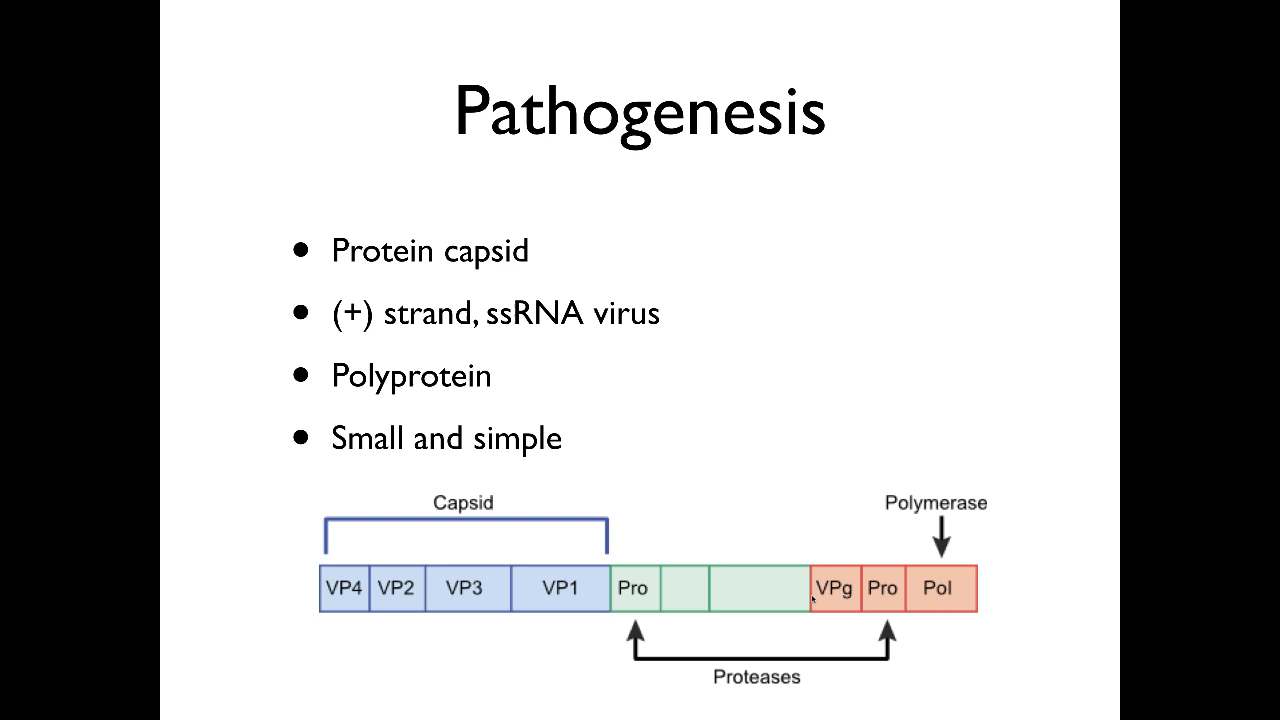 Pathogenesis
• Protein capsid
• (+) strand, ssRNA virus
• Polyprotein
• Small and simple
Capsid Polymerase
VP4 VP2 VP3 VP1 Pro VPg Pro Pol
Proteases